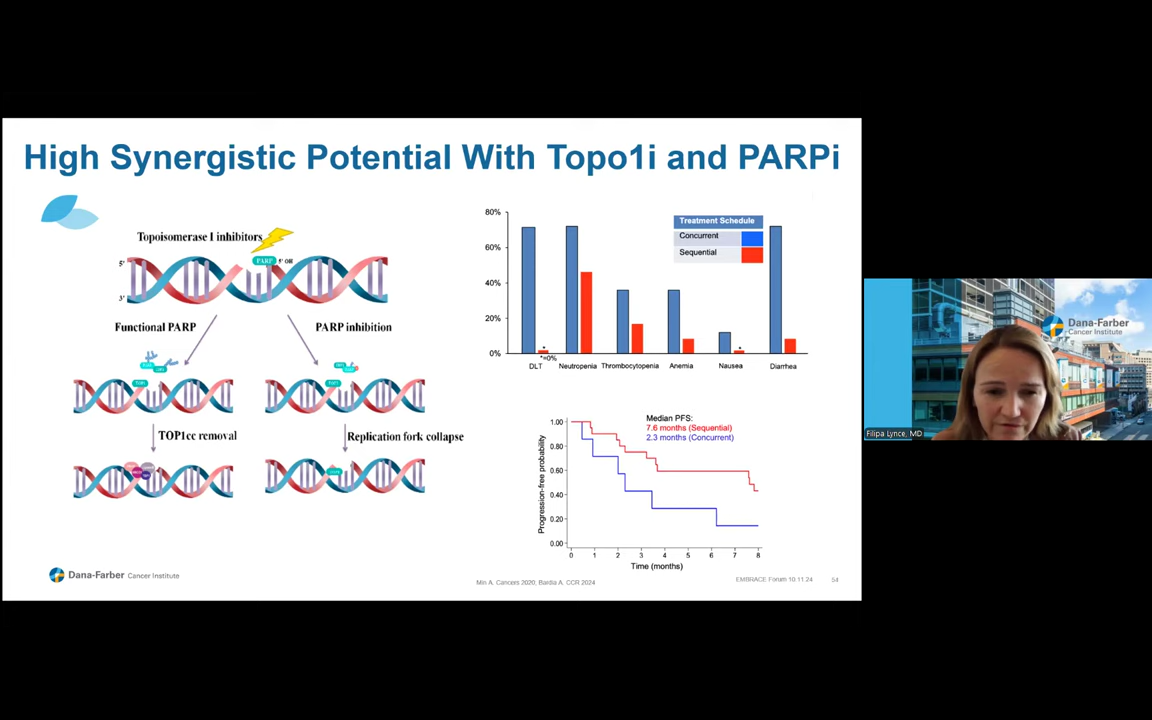 High Synergistic Potential With Topo1i and PARPi
Topoisomerase I inhibitors
PARP
5' OH
5'
3'
Functional PARP
PARP inhibition
TOP1
TOP1
TOP1cc removal
Replication fork collapse
80%
60%
40%
20%
0%
Treatment Schedule
Concurrent
Sequential
*
*=0%
*
DLT
Neutropenia
Thrombocytopenia
Anemia
Nausea
Diarrhea
Median PFS:
7.6 months (Sequential)
2.3 months (Concurrent)
Progression-free probability
1.00
0.80
0.60
0.40
0.20
0.00
0 1 2 3 4 5 6 7 8
Time (months)
Dana-Farber Cancer Institute
Min A. Cancers 2020, Bardia A. CCR 2024
EMBRACE Forum 10.11.24
54
Dana-Farber
Cancer Institute
Filipa Lynce, MD